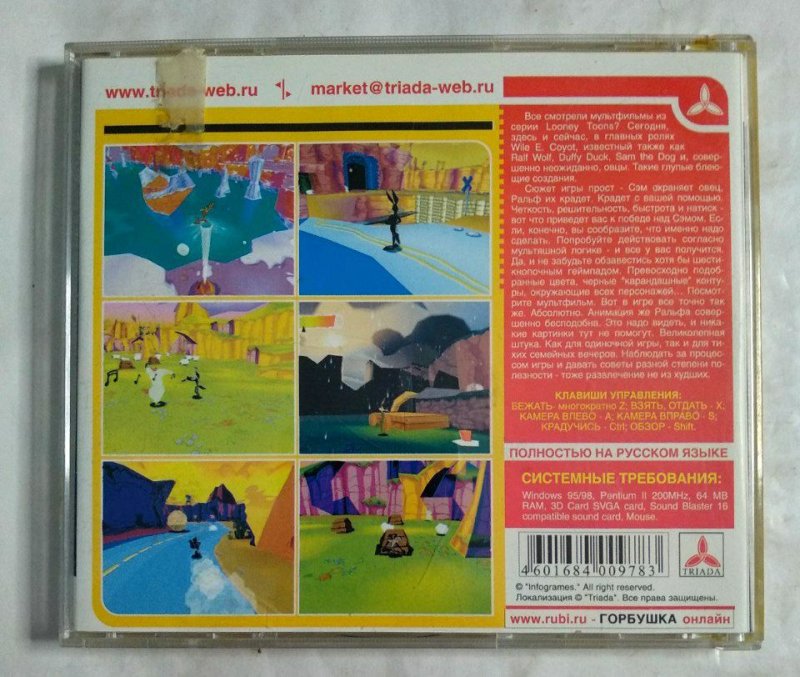 www.triada-web.ru
market@triada-web.ru
Все смотрели мультфильмы из
серии Looney Toons? Сегодня,
здесь и сейчас, в главных ролях
Wile E. Coyot, известный также как
Ralf Wolf, Duffy Duck, Sam the Dog и, совер-
шенно неожиданно, овцы. Такие глупые блею-
щие создания.
Сюжет игры прост - Сэм охраняет овец,
Ральф их крадет. Крадет с вашей помощью.
Четкость, решительность, быстрота и натиск -
вот что приведет вас к победе над Сэмом. Ес-
ли, конечно, вы сообразите, что именно надо
сделать. Попробуйте действовать согласно
мультяшной логике - и все у вас получится.
Да, и не забудьте обзавестись хотя бы шести-
кнопочным геймпадом. Превосходно подоб-
ранные цвета, черные "карандашные" конту-
ры, окружающие всех персонажей... Посмот-
рите мультфильм. Вот в игре все точно так
же. Абсолютно. Анимация же Ральфа совер-
шенно бесподобна. Это надо видеть, и ника-
кие картинки тут не помогут. Великолепная
штука. Как для одиночной игры, так и для ти-
хих семейных вечеров. Наблюдать за процес-
сом игры и давать советы разной степени по-
лезности - тоже развлечение не из худших.
КЛАВИШИ УПРАВЛЕНИЯ:
БЕЖАТЬ- многократно Z; ВЗЯТЬ, ОТДАТЬ - X;
КАМЕРА ВЛЕВО - A; КАМЕРА ВПРАВО - S;
КРАДУЧИСЬ - Ctrl; ОБЗОР - Shift.
ПОЛНОСТЬЮ НА РУССКОМ ЯЗЫКЕ
СИСТЕМНЫЕ ТРЕБОВАНИЯ:
Windows 95/98, Pentium II 200MHz, 64 MB
RAM, 3D Card SVGA card, Sound Blaster 16
compatible sound card, Mouse.
4601684 009783
TRIADA
© "Infogrames." All right reserved.
Локализация © "Triada". Все права защищены.
www.rubi.ru - ГОРБУШКА онлайн